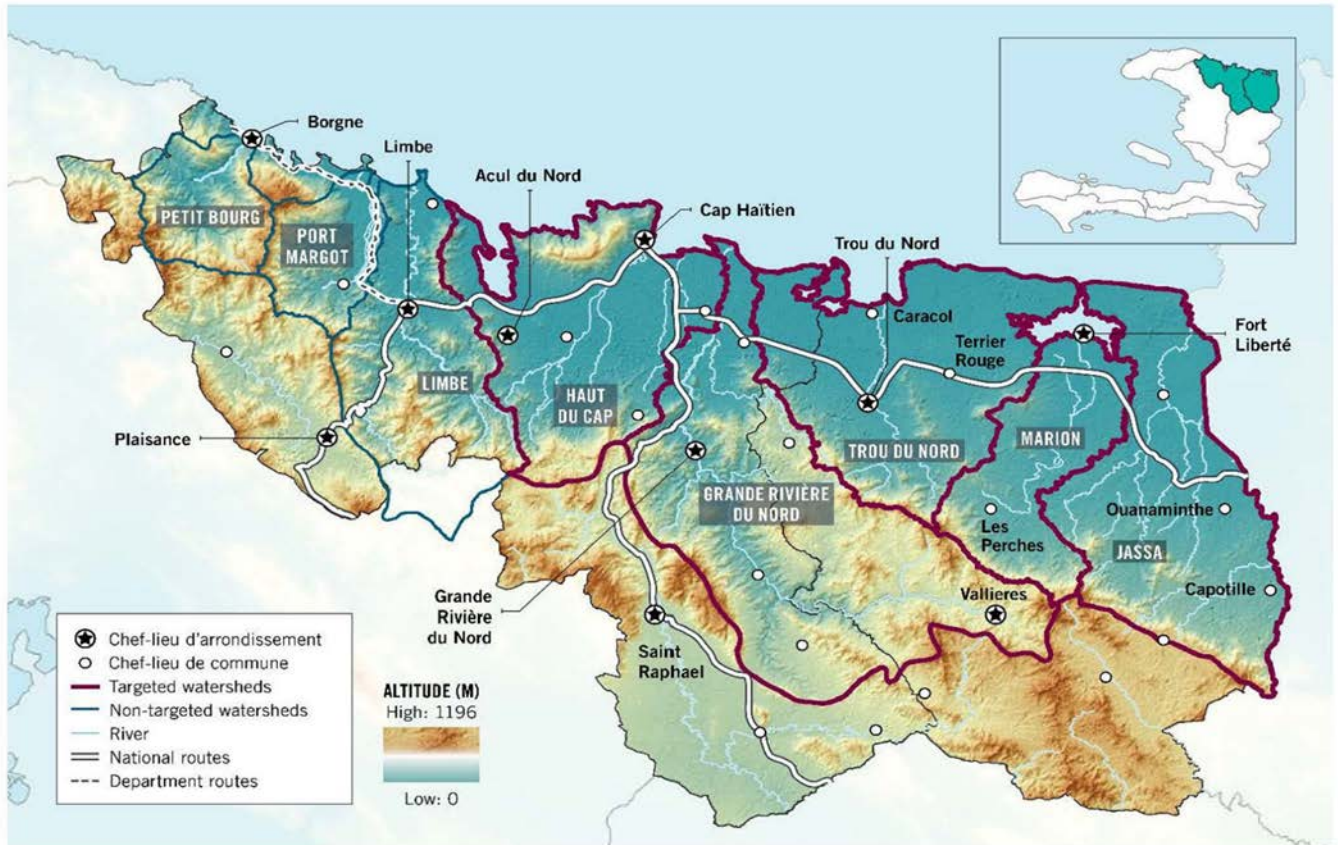 Borgne
Limbe
Acul du Nord
Cap Haïtien
Trou du Nord
PETIT BOURG
PORT
MARGOT
Caracol
Terrier
Rouge
Fort
Liberté
LIMBE
HAUT
DU CAP
Plaisance
TROU DU NORD
MARION
GRANDE RIVIÈRE
DU NORD
Ouanaminthe
Les
Perches
JASSA
Capotille
Grande
Rivière
du Nord
Vallieres
Saint
Raphael
Chef-lieu d'arrondissement
Chef-lieu de commune
Targeted watersheds
Non-targeted watersheds
River
National routes
Department routes
ALTITUDE (M)
High: 1196
Low: 0